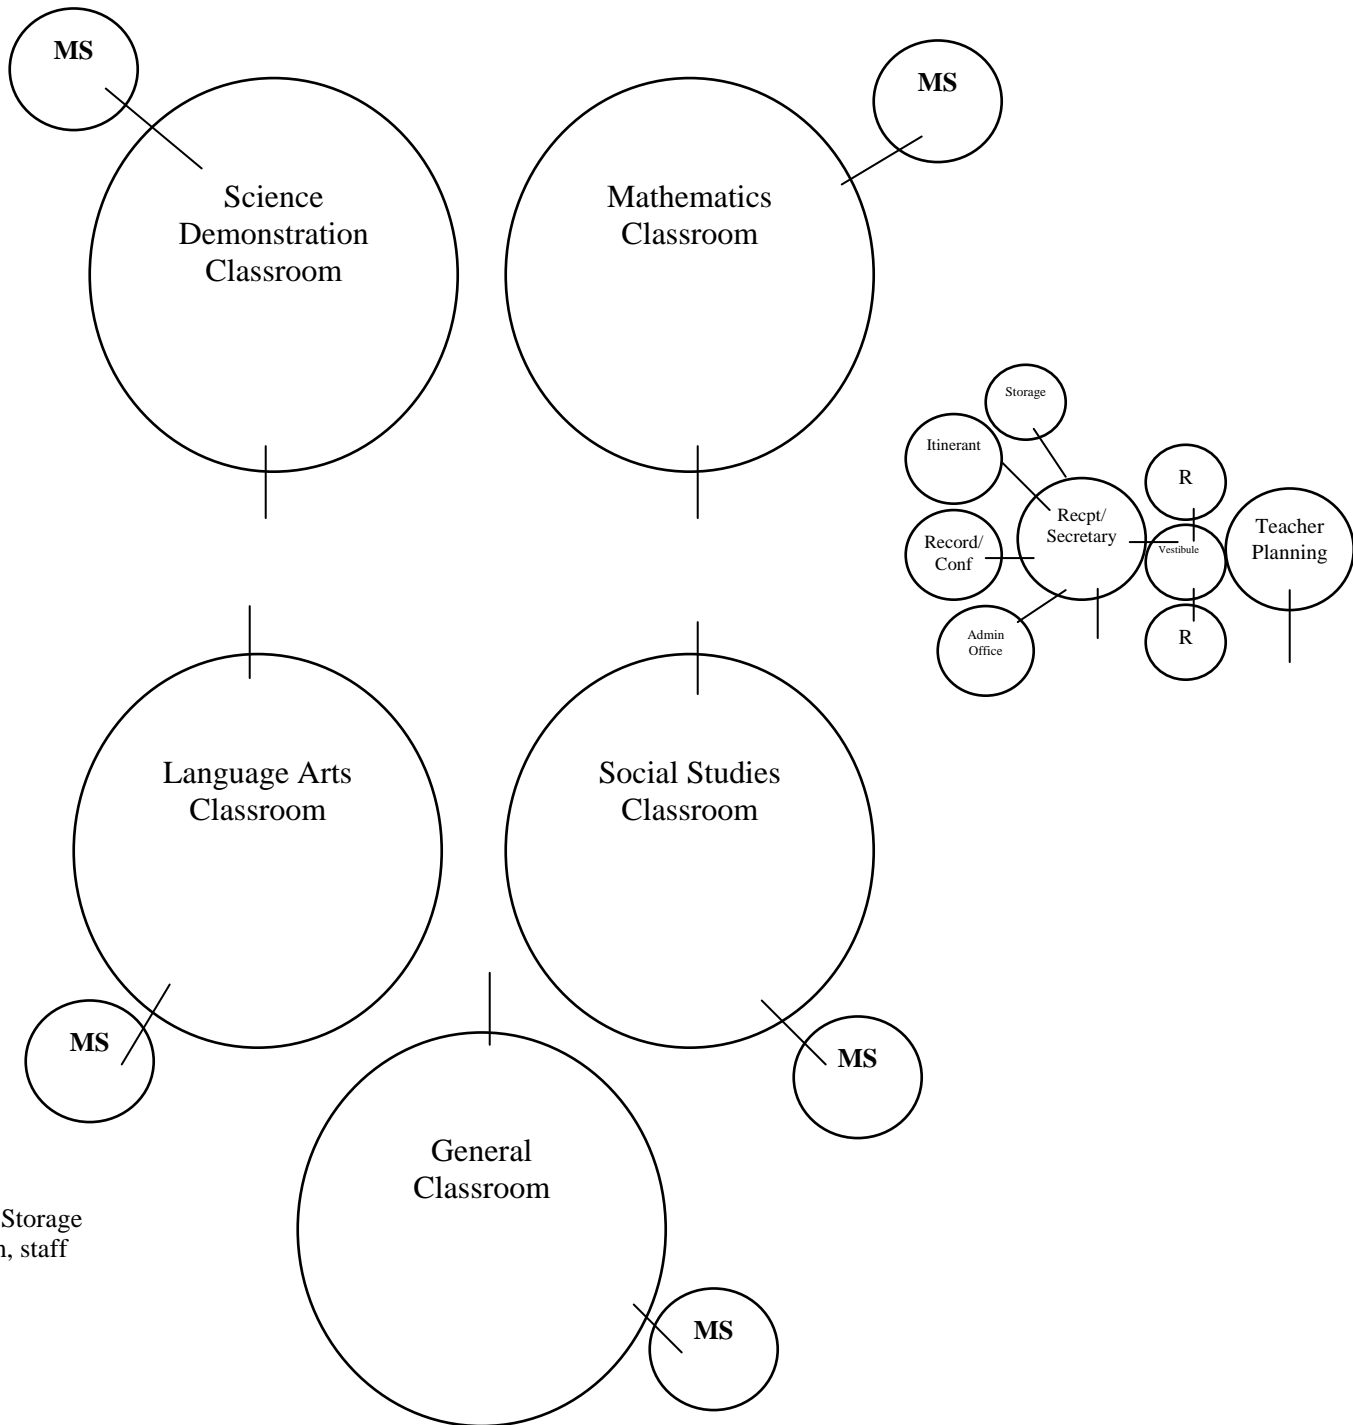 MS
MS
Science
Demonstration
Classroom
Mathematics
Classroom
Storage
Itinerant
R
Recpt/
Secretary
Teacher
Planning
Record/
Conf
Vestibule
Admin
Office
R
Language Arts
Classroom
Social Studies
Classroom
MS
MS
General
Classroom
Storage
, staff
MS